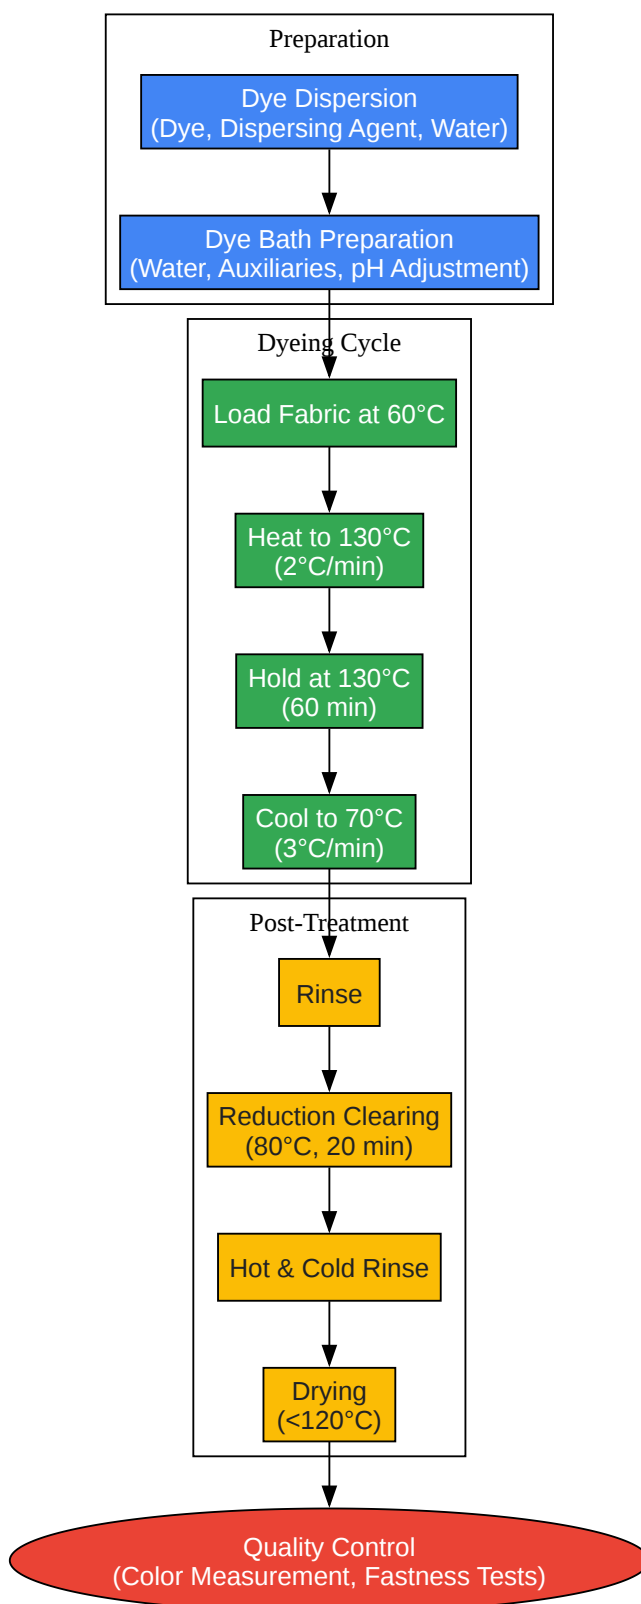 Preparation
Dye Dispersion
(Dye, Dispersing Agent, Water)
Dye Bath Preparation
(Water, Auxiliaries, pH Adjustment)
Dyeing Cycle
Load Fabric at 60°C
Heat to 130°C
(2°C/min)
Hold at 130°C
(60 min)
Cool to 70°C
(3°C/min)
Post-Treatment
Rinse
Reduction Clearing
(80°C, 20 min)
Hot & Cold Rinse
Drying
(<120°C)
Quality Control
(Color Measurement, Fastness Tests)